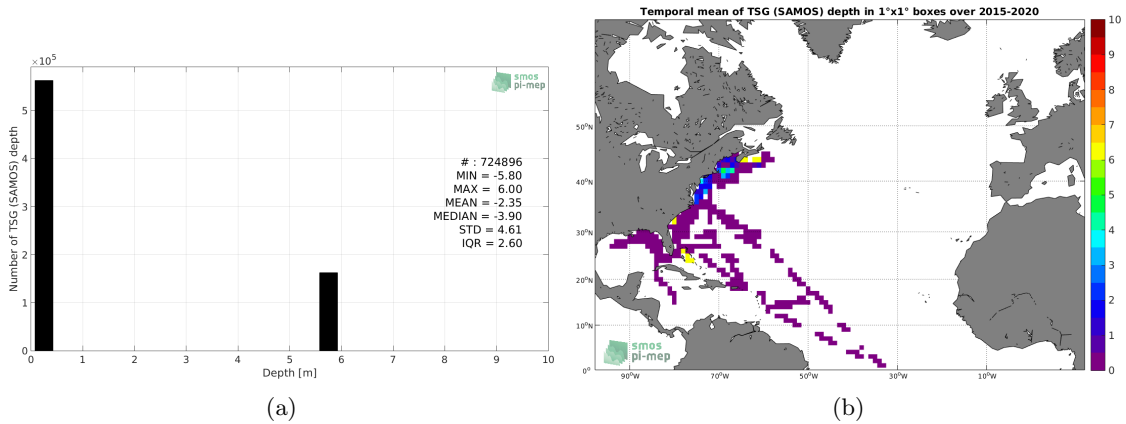 ×10⁵
5
4
3
2
1
0
0 1 2 3 4 5 6 7 8 9 10
Number of TSG (SAMOS) depth
Depth [m]
smos
pi-mep
# : 724896
MIN = -5.80
MAX = 6.00
MEAN = -2.35
MEDIAN = -3.90
STD = 4.61
IQR = 2.60
(a)
Temporal mean of TSG (SAMOS) depth in 1°x1° boxes over 2015-2020
50°N
40°N
30°N
20°N
10°N
0°
90°W 70°W 50°W 30°W 10°W
smos
pi-mep
10
9
8
7
6
5
4
3
2
1
0
(b)